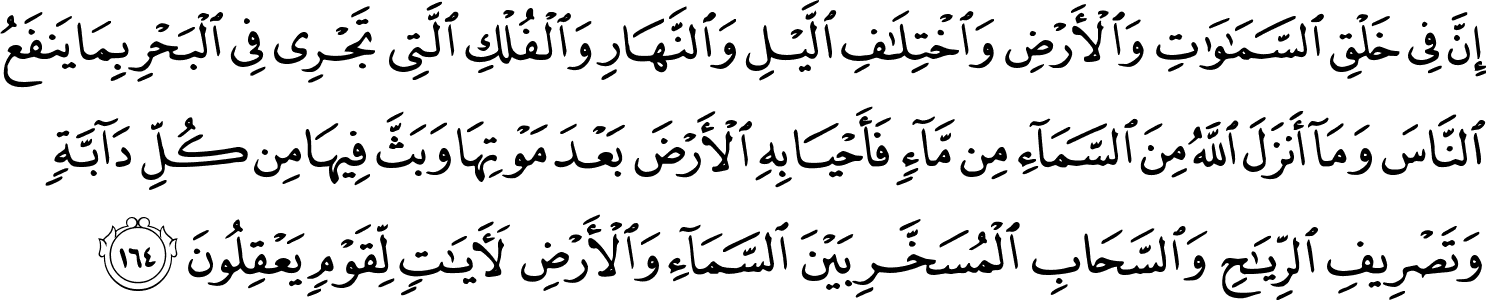 إِنَّ فِى خَلْقِ ٱلسَّمَـٰوَٰتِ وَٱلْأَرْضِ وَٱخْتِلَـٰفِ ٱلَّيْلِ وَٱلنَّهَارِ وَٱلْفُلْكِ ٱلَّتِى تَجْرِى فِى ٱلْبَحْرِ بِمَا يَنفَعُ
ٱلنَّاسَ وَمَآ أَنزَلَ ٱللَّهُ مِنَ ٱلسَّمَآءِ مِن مَّآءٍ فَأَحْيَا بِهِ ٱلْأَرْضَ بَعْدَ مَوْتِهَا وَبَثَّ فِيهَا مِن كُلِّ دَآبَّةٍ
وَتَصْرِيفِ ٱلرِّيَـٰحِ وَٱلسَّحَابِ ٱلْمُسَخَّرِ بَيْنَ ٱلسَّمَآءِ وَٱلْأَرْضِ لَـَٔايَـٰتٍ لِّقَوْمٍ يَعْقِلُونَ ١٦٤